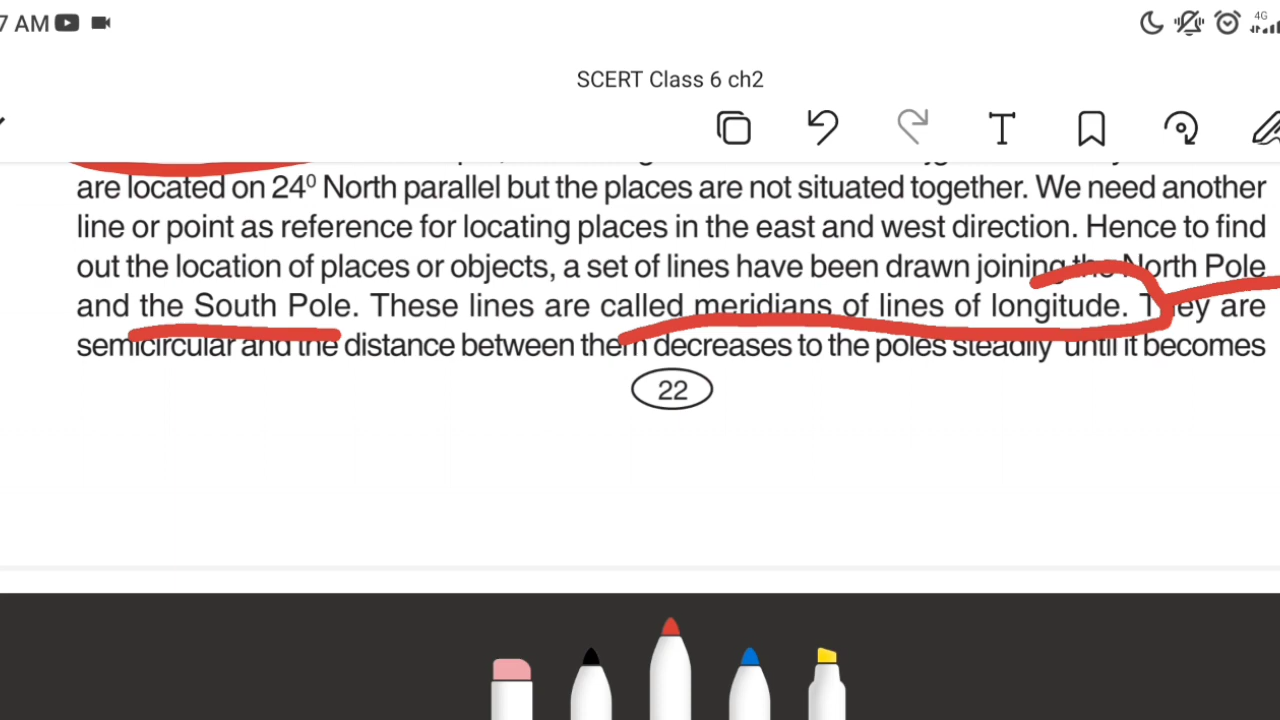 7 AM
4G
SCERT Class 6 ch2
T
are located on 24⁰ North parallel but the places are not situated together. We need another
line or point as reference for locating places in the east and west direction. Hence to find
out the location of places or objects, a set of lines have been drawn joining the North Pole
and the South Pole. These lines are called meridians of lines of longitude. They are
semicircular and the distance between them decreases to the poles steadily until it becomes
22